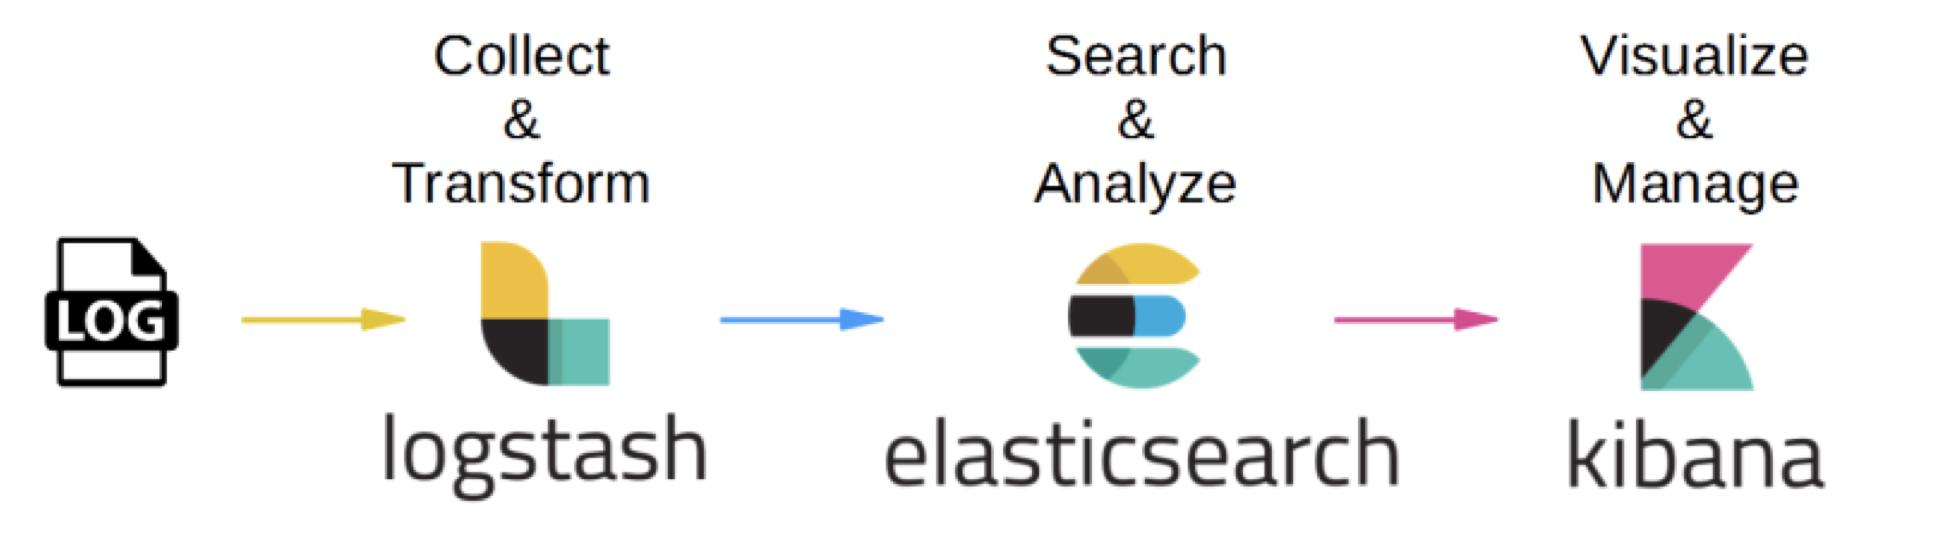 Collect
&
Transform
Search
&
Analyze
Visualize
&
Manage
LOG
logstash
elasticsearch
kibana